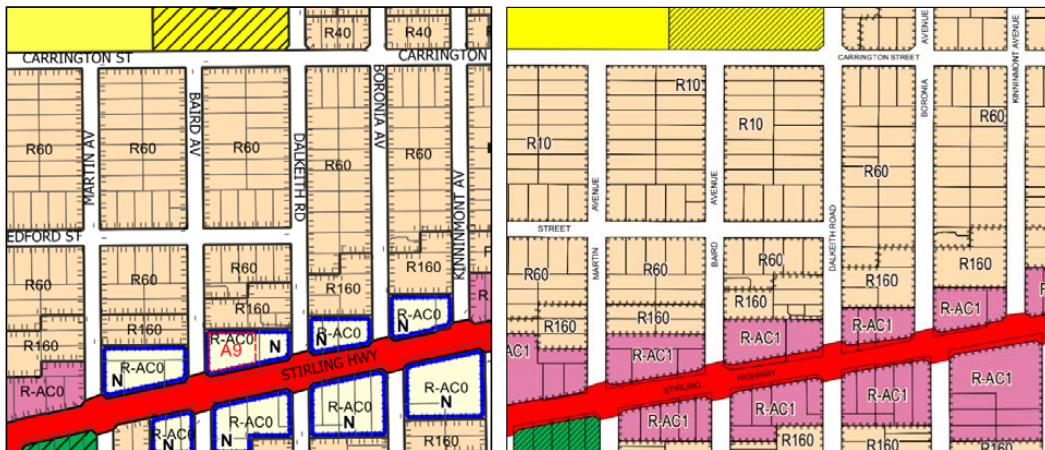 R40
R40
CARRINGTON ST
CARRINGTON
MARTIN AV
BAIRD AV
DALKEITH RD
BORONIA AV
KINNINMONT AV
R60
R60
R60
R60
R60
EDFORD ST
R60
R60
R160
R160
R160
R160
R160
R-AC0
N
R-AC0
A9
N
R-AC0
N
R-AC0
N
R-AC0
STIRLING HWY
R-AC0
N
R-AC0
N
R-AC0
N
R-AC0
N
R160
CARRINGTON STREET
AVENUE
BORONIA
KINNINMONT AVENUE
R10
R10
R10
R60
R60
STREET
AVENUE
MARTIN
AVENUE
BAIRD
DALKEITH ROAD
R60
R60
R60
R160
R160
R160
R160
R160
AC1
R-AC1
R-AC1
R-AC1
R-AC1
STIRLING HIGHWAY
R-AC1
R-AC1
R-AC1
R-AC1
R160
R160
R160